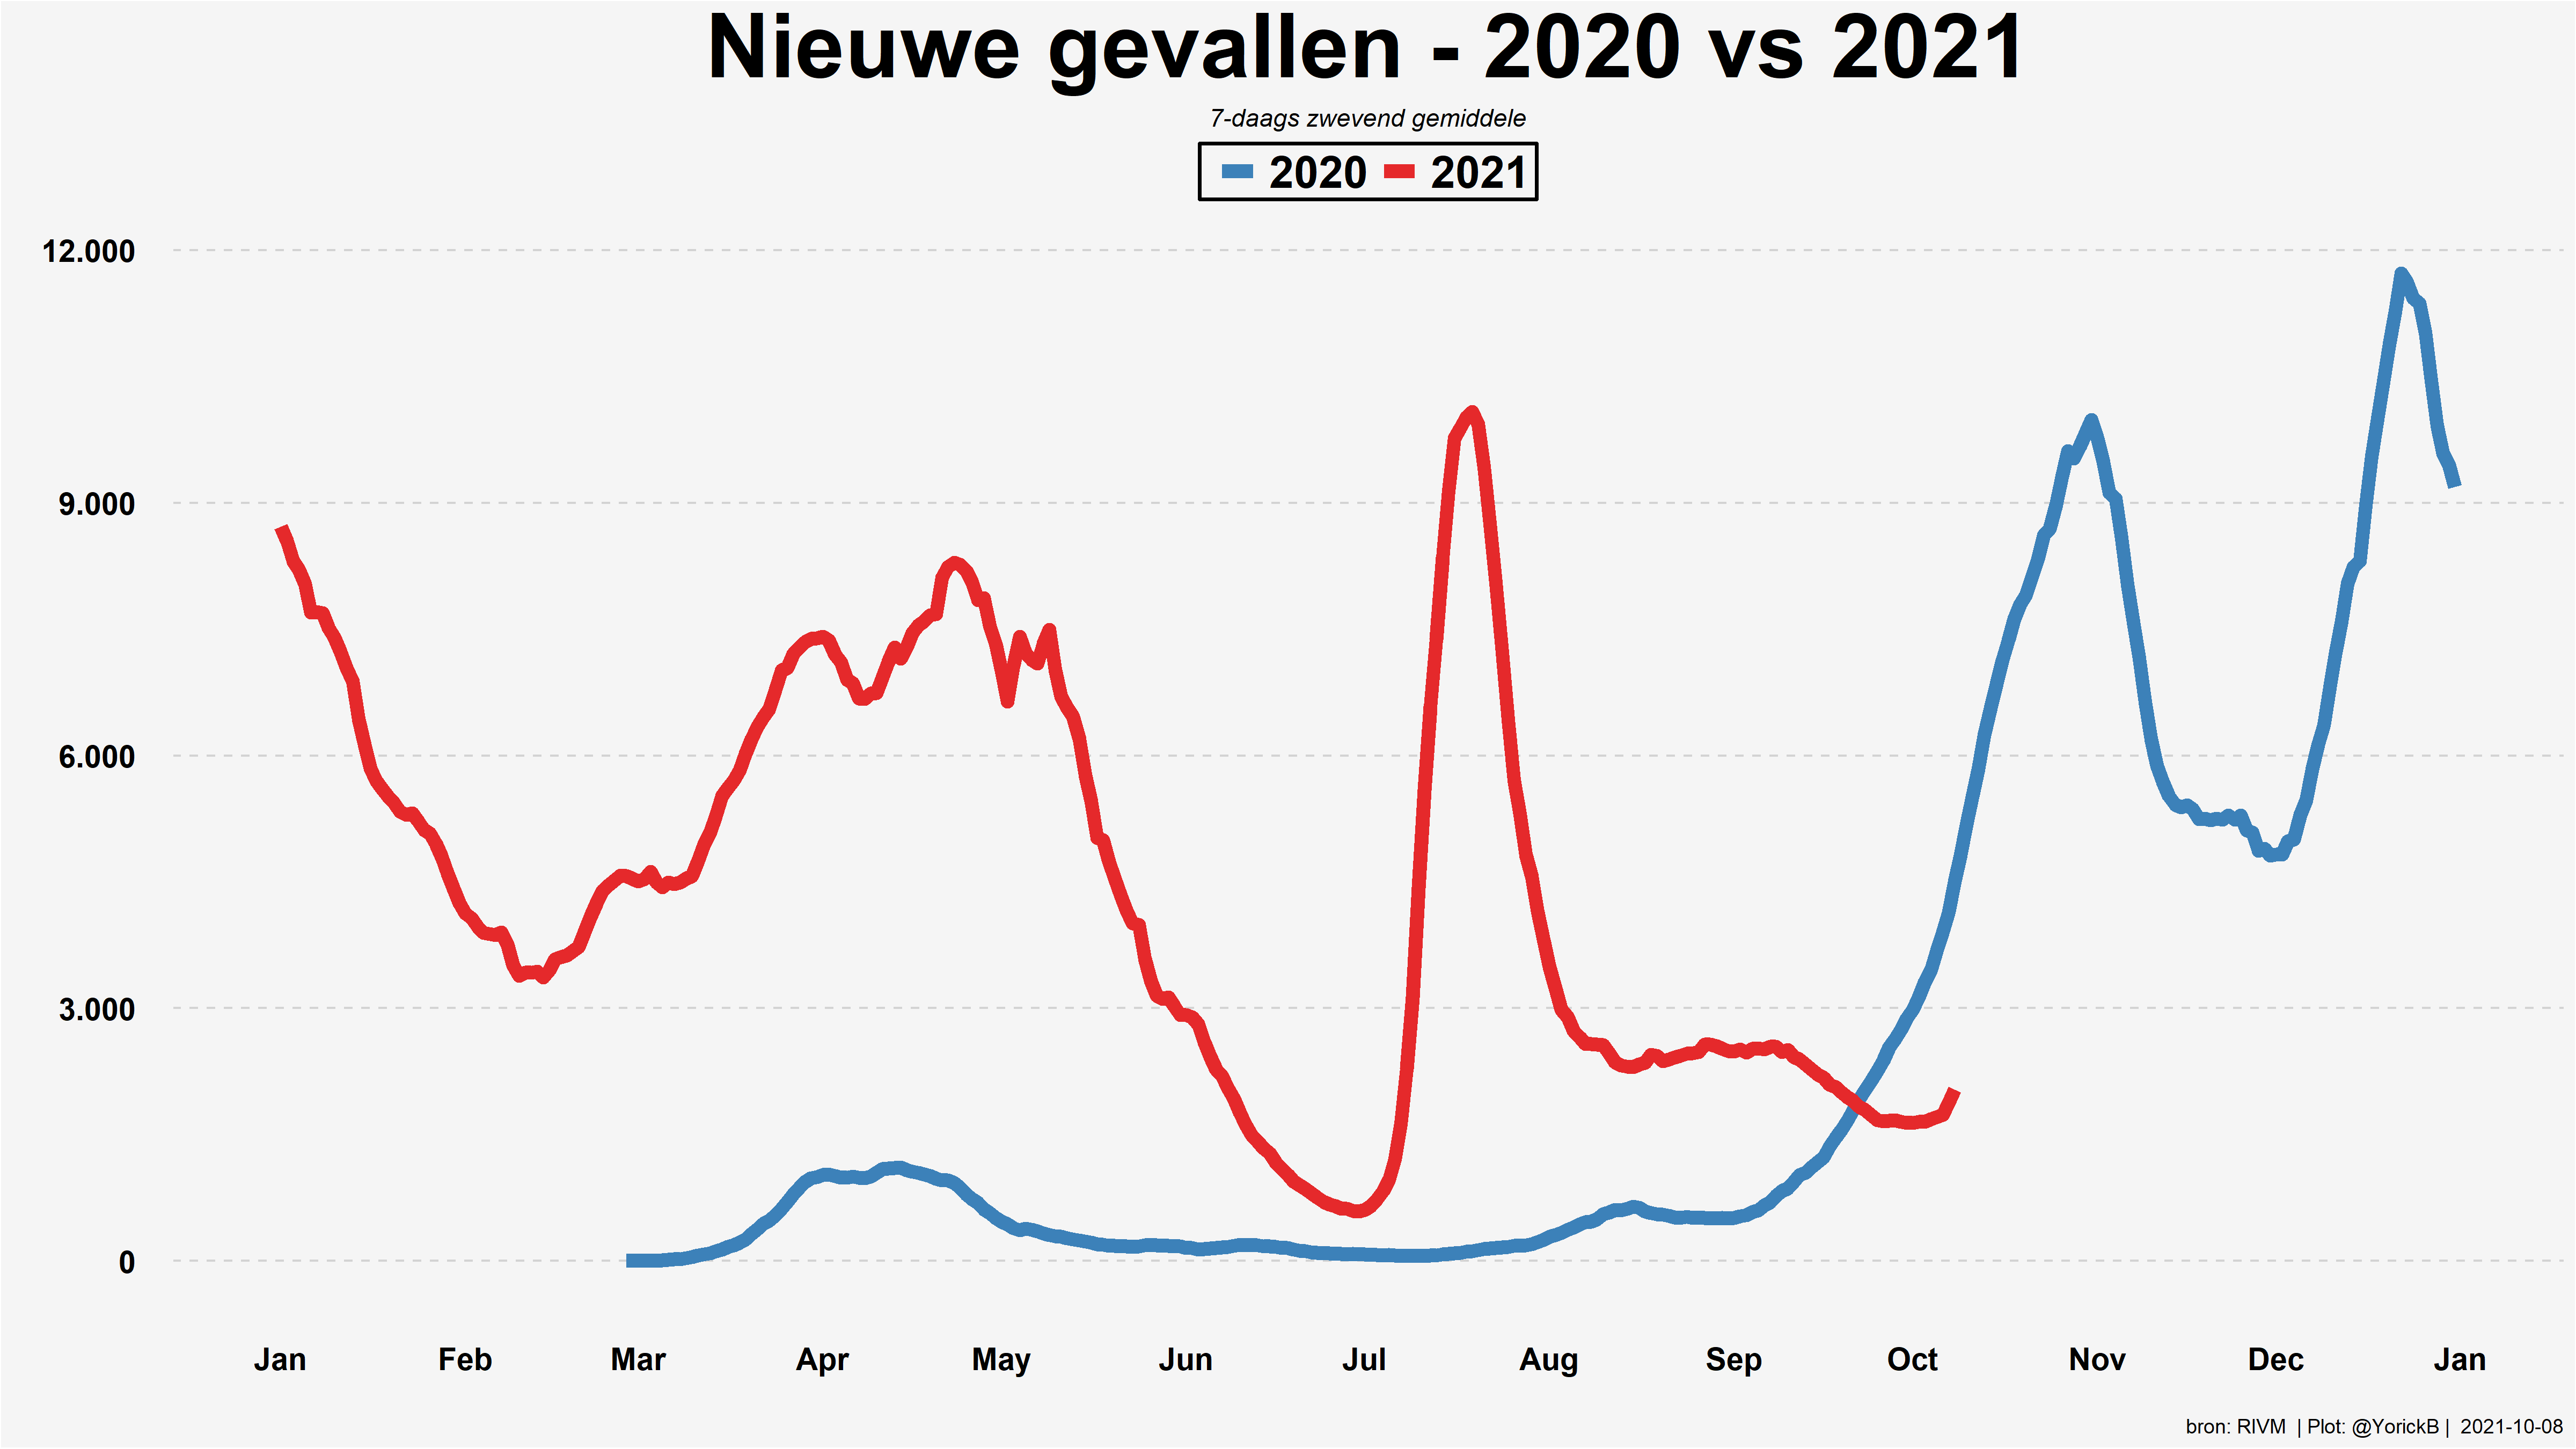 Nieuwe gevallen - 2020 vs 2021
7-daags zwevend gemiddele
2020 2021
12.000
9.000
6.000
3.000
0
Jan Feb Mar Apr May Jun Jul Aug Sep Oct Nov Dec Jan
bron: RIVM | Plot: @YorickB | 2021-10-08